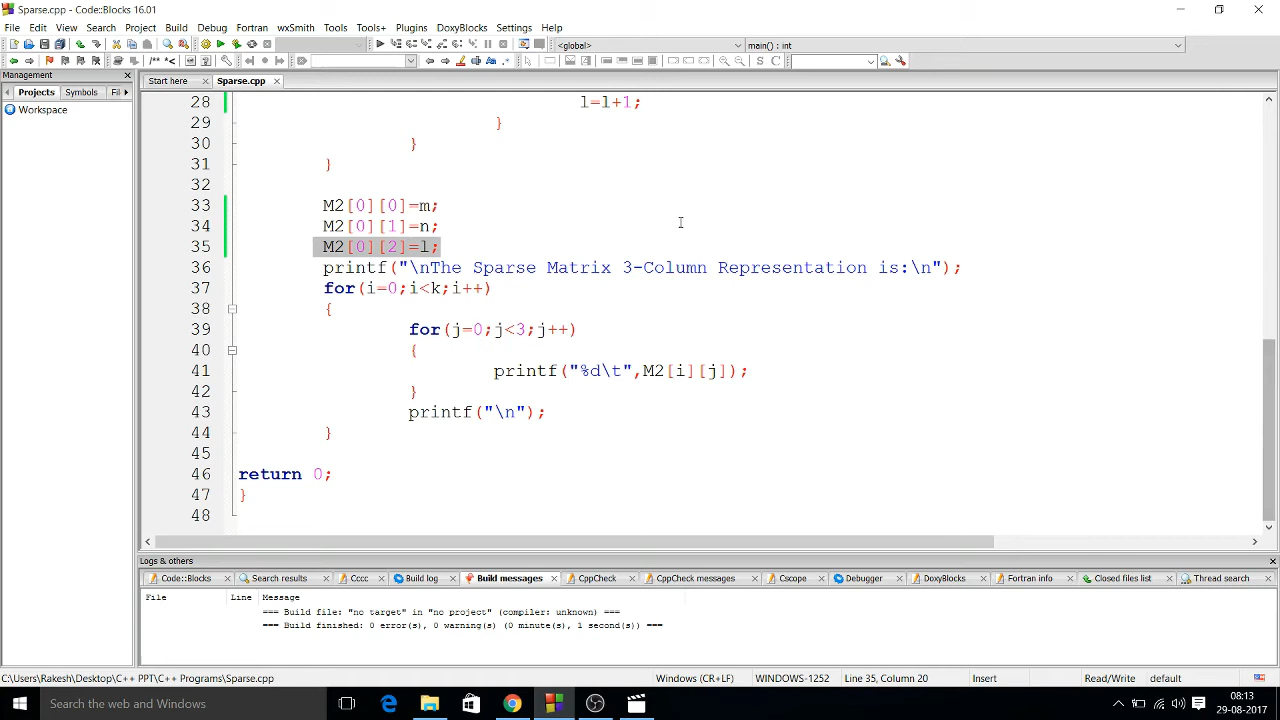 Sparse.cpp - Code::Blocks 16.01
File Edit View Search Project Build Debug Fortran wxSmith Tools Tools+ Plugins DoxyBlocks Settings Help
<global> main() : int
/** *< S C
Management
Projects Symbols Fil
Workspace
Start here Sparse.cpp
28 l=l+1;
29 }
30 }
31 }
32
33 M2[0][0]=m;
34 M2[0][1]=n;
35 M2[0][2]=l;
36 printf("\nThe Sparse Matrix 3-Column Representation is:\n");
37 for(i=0;i<k;i++)
38 {
39 for(j=0;j<3;j++)
40 {
41 printf("%d\t",M2[i][j]);
42 }
43 printf("\n");
44 }
45
46 return 0;
47 }
48
Logs & others
Code::Blocks Search results Cccc Build log Build messages CppCheck CppCheck messages Cscope Debugger DoxyBlocks Fortran info Closed files list Thread search
File Line Message
=== Build file: "no target" in "no project" (compiler: unknown) ===
=== Build finished: 0 error(s), 0 warning(s) (0 minute(s), 1 second(s)) ===
C:\Users\Rakesh\Desktop\C++ PPT\C++ Programs\Sparse.cpp Windows (CR+LF) WINDOWS-1252 Line 35, Column 20 Insert Read/Write default
Search the web and Windows
08:13
29-08-2017